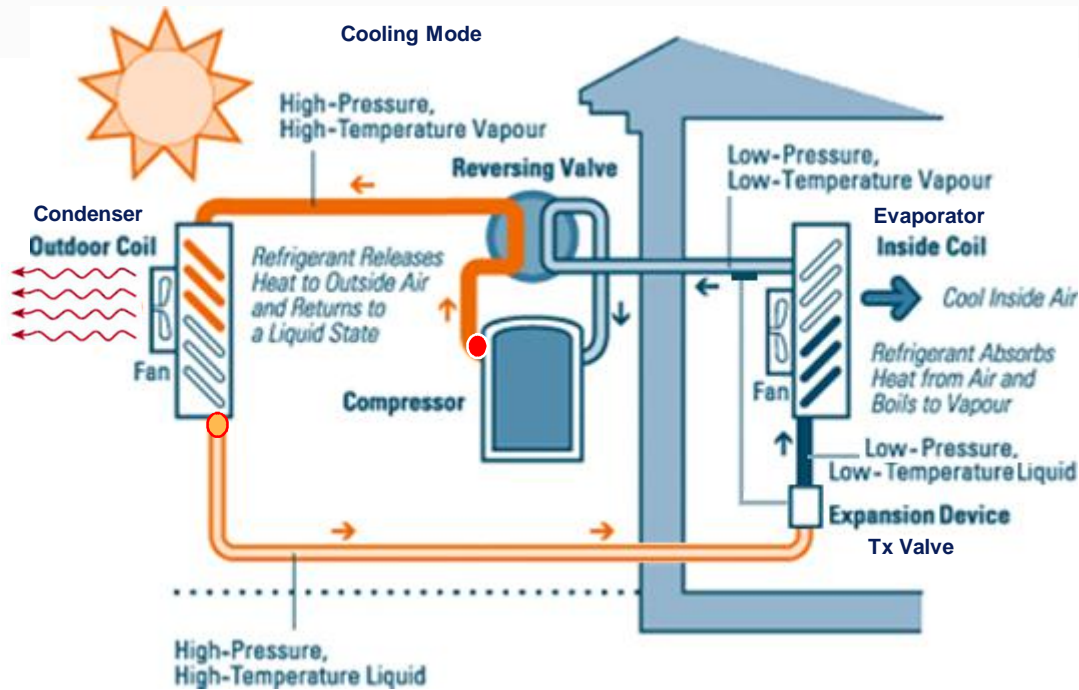 Cooling Mode
High-Pressure,
High-Temperature Vapour
Reversing Valve
Low-Pressure,
Low-Temperature Vapour
Condenser
Outdoor Coil
Evaporator
Inside Coil
Refrigerant Releases
Heat to Outside Air
and Returns to
a Liquid State
Cool Inside Air
Fan
Compressor
Refrigerant Absorbs
Heat from Air and
Boils to Vapour
Fan
Low-Pressure,
Low-Temperature Liquid
Expansion Device
Tx Valve
High-Pressure,
High-Temperature Liquid